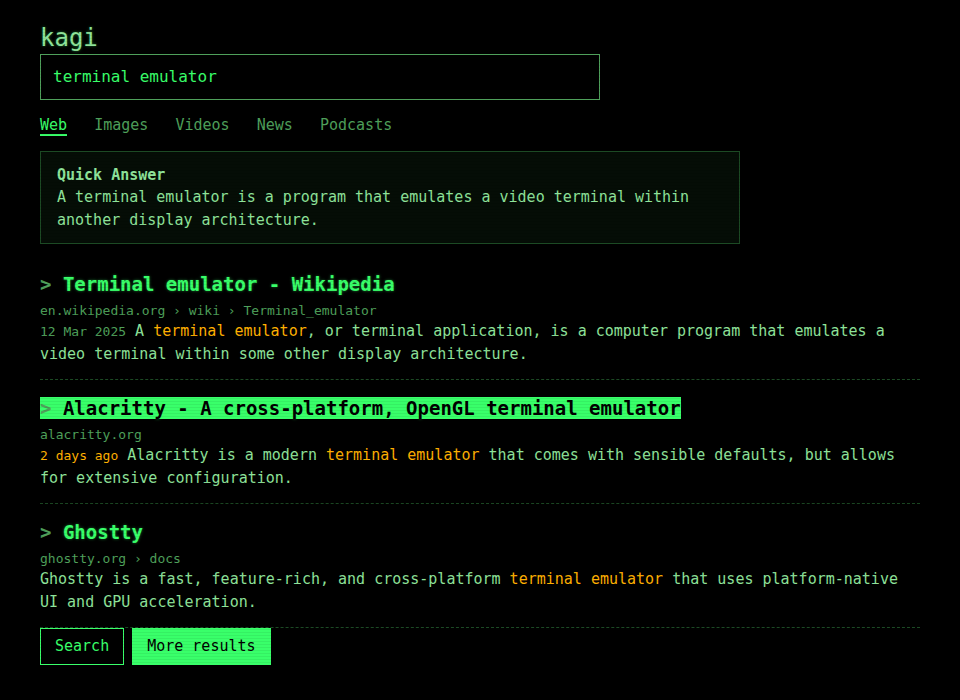 kagi
terminal emulator
Web Images Videos News Podcasts
Quick Answer
A terminal emulator is a program that emulates a video terminal within
another display architecture.
> Terminal emulator - Wikipedia
en.wikipedia.org › wiki › Terminal_emulator
12 Mar 2025 A terminal emulator, or terminal application, is a computer program that emulates a
video terminal within some other display architecture.
> Alacritty - A cross-platform, OpenGL terminal emulator
alacritty.org
2 days ago Alacritty is a modern terminal emulator that comes with sensible defaults, but allows
for extensive configuration.
> Ghostty
ghostty.org › docs
Ghostty is a fast, feature-rich, and cross-platform terminal emulator that uses platform-native
UI and GPU acceleration.
Search More results